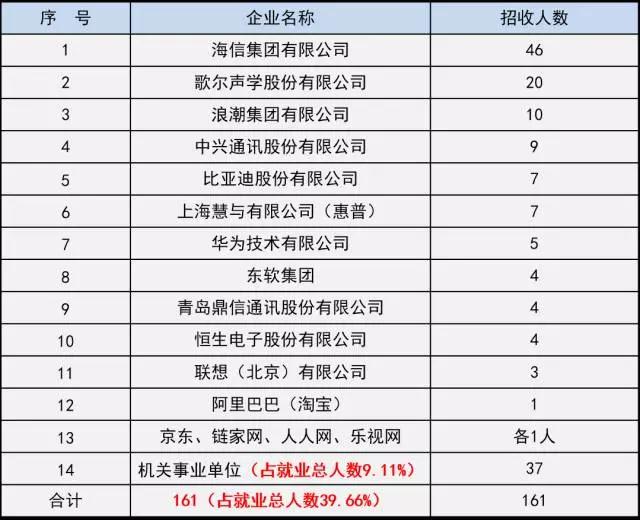 序 号 企业名称 招收人数
1 海信集团有限公司 46
2 歌尔声学股份有限公司 20
3 浪潮集团有限公司 10
4 中兴通讯股份有限公司 9
5 比亚迪股份有限公司 7
6 上海慧与有限公司（惠普） 7
7 华为技术有限公司 5
8 东软集团 4
9 青岛鼎信通讯股份有限公司 4
10 恒生电子股份有限公司 4
11 联想（北京）有限公司 3
12 阿里巴巴（淘宝） 1
13 京东、链家网、人人网、乐视网 各1人
14 机关事业单位（占就业总人数9.11%） 37
合计 161（占就业总人数39.66%） 161